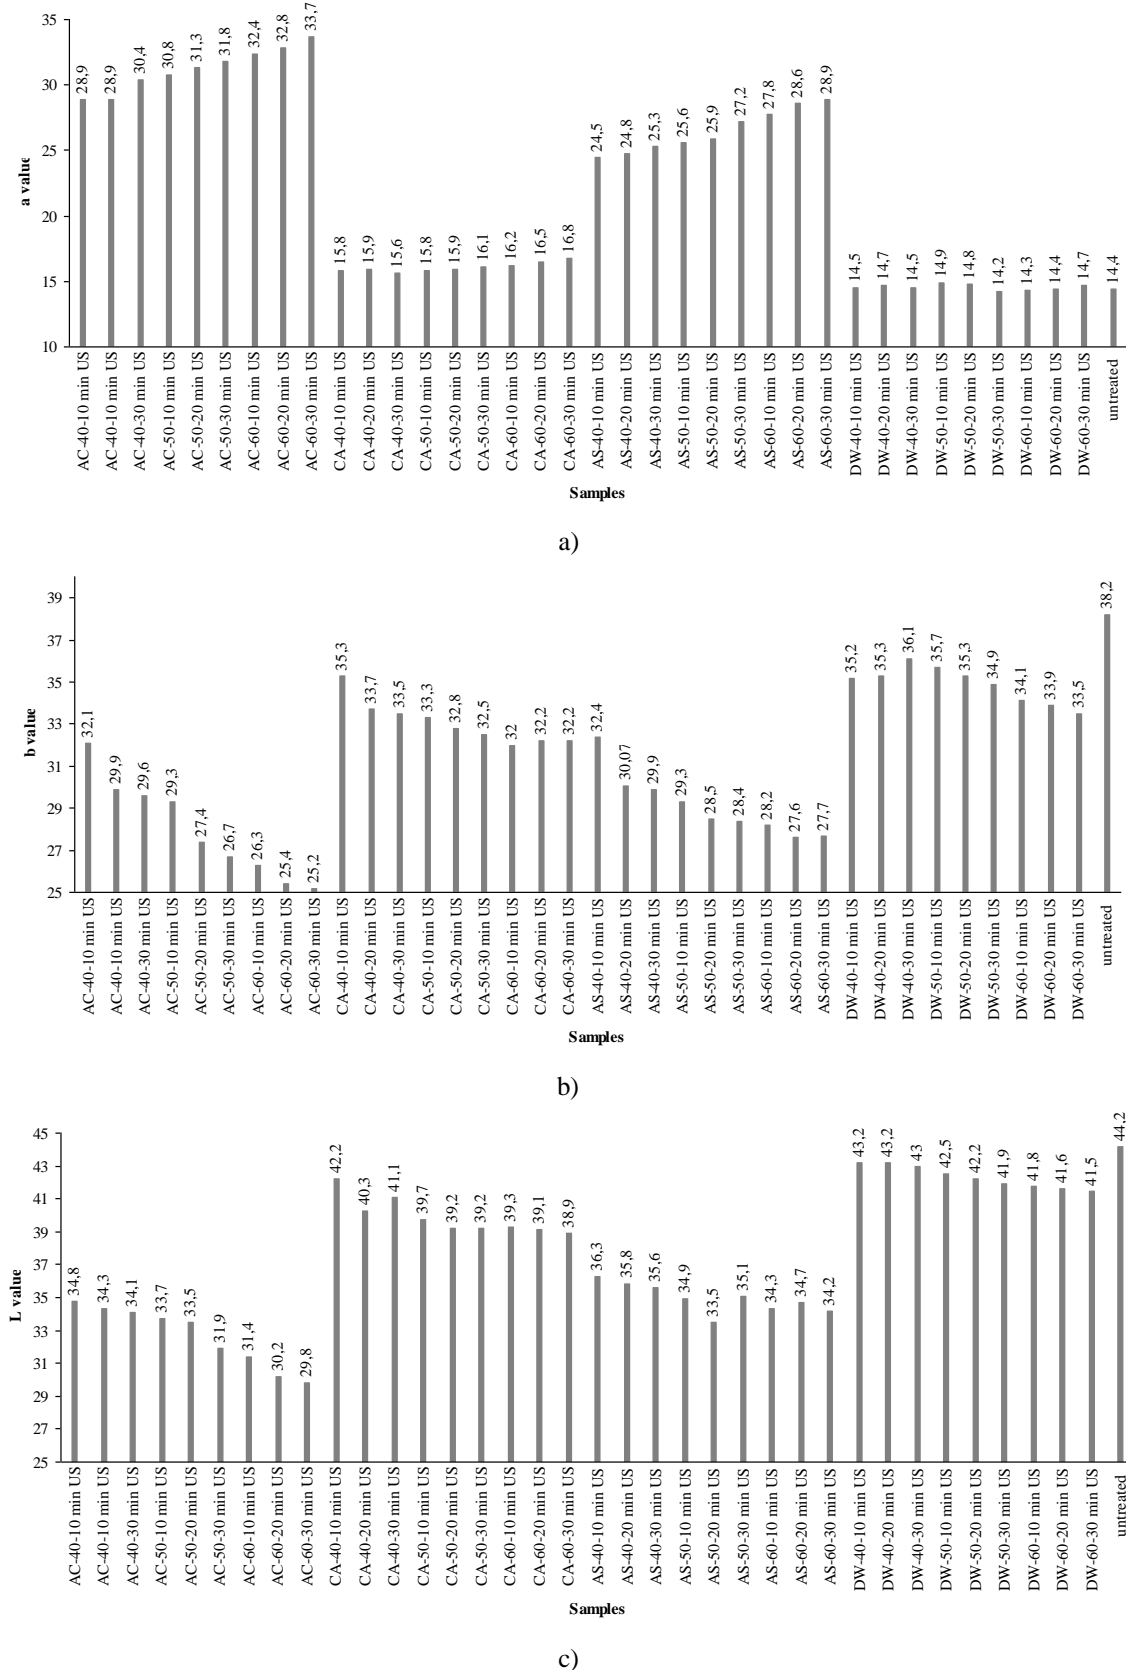 35
30
25
20
15
10
a value
28,9
28,9
30,4
30,8
31,3
31,8
32,4
32,8
33,7
15,8
15,9
15,6
15,8
15,9
16,1
16,2
16,5
16,8
24,5
24,8
25,3
25,6
25,9
27,2
27,8
28,6
28,9
14,5
14,7
14,5
14,9
14,8
14,2
14,3
14,4
14,7
14,4
AC-40-10 min US
AC-40-10 min US
AC-40-30 min US
AC-50-10 min US
AC-50-20 min US
AC-50-30 min US
AC-60-10 min US
AC-60-20 min US
AC-60-30 min US
CA-40-10 min US
CA-40-20 min US
CA-40-30 min US
CA-50-10 min US
CA-50-20 min US
CA-50-30 min US
CA-60-10 min US
CA-60-20 min US
CA-60-30 min US
AS-40-10 min US
AS-40-20 min US
AS-40-30 min US
AS-50-10 min US
AS-50-20 min US
AS-50-30 min US
AS-60-10 min US
AS-60-20 min US
AS-60-30 min US
DW-40-10 min US
DW-40-20 min US
DW-40-30 min US
DW-50-10 min US
DW-50-20 min US
DW-50-30 min US
DW-60-10 min US
DW-60-20 min US
DW-60-30 min US
untreated
Samples
a)
39
37
35
33
31
29
27
25
b value
32,1
29,9
29,6
29,3
27,4
26,7
26,3
25,4
25,2
35,3
33,7
33,5
33,3
32,8
32,5
32
32,2
32,2
32,4
30,07
29,9
29,3
28,5
28,4
28,2
27,6
27,7
35,2
35,3
36,1
35,7
35,3
34,9
34,1
33,9
33,5
38,2
AC-40-10 min US
AC-40-10 min US
AC-40-30 min US
AC-50-10 min US
AC-50-20 min US
AC-50-30 min US
AC-60-10 min US
AC-60-20 min US
AC-60-30 min US
CA-40-10 min US
CA-40-20 min US
CA-40-30 min US
CA-50-10 min US
CA-50-20 min US
CA-50-30 min US
CA-60-10 min US
CA-60-20 min US
CA-60-30 min US
AS-40-10 min US
AS-40-20 min US
AS-40-30 min US
AS-50-10 min US
AS-50-20 min US
AS-50-30 min US
AS-60-10 min US
AS-60-20 min US
AS-60-30 min US
DW-40-10 min US
DW-40-20 min US
DW-40-30 min US
DW-50-10 min US
DW-50-20 min US
DW-50-30 min US
DW-60-10 min US
DW-60-20 min US
DW-60-30 min US
untreated
Samples
b)
45
43
41
39
37
35
33
31
29
27
25
L value
34,8
34,3
34,1
33,7
33,5
31,9
31,4
30,2
29,8
42,2
40,3
41,1
39,7
39,2
39,2
39,3
39,1
38,9
36,3
35,8
35,6
34,9
33,5
35,1
34,3
34,7
34,2
43,2
43,2
43
42,5
42,2
41,9
41,8
41,6
41,5
44,2
AC-40-10 min US
AC-40-10 min US
AC-40-30 min US
AC-50-10 min US
AC-50-20 min US
AC-50-30 min US
AC-60-10 min US
AC-60-20 min US
AC-60-30 min US
CA-40-10 min US
CA-40-20 min US
CA-40-30 min US
CA-50-10 min US
CA-50-20 min US
CA-50-30 min US
CA-60-10 min US
CA-60-20 min US
CA-60-30 min US
AS-40-10 min US
AS-40-20 min US
AS-40-30 min US
AS-50-10 min US
AS-50-20 min US
AS-50-30 min US
AS-60-10 min US
AS-60-20 min US
AS-60-30 min US
DW-40-10 min US
DW-40-20 min US
DW-40-30 min US
DW-50-10 min US
DW-50-20 min US
DW-50-30 min US
DW-60-10 min US
DW-60-20 min US
DW-60-30 min US
untreated
Samples
c)